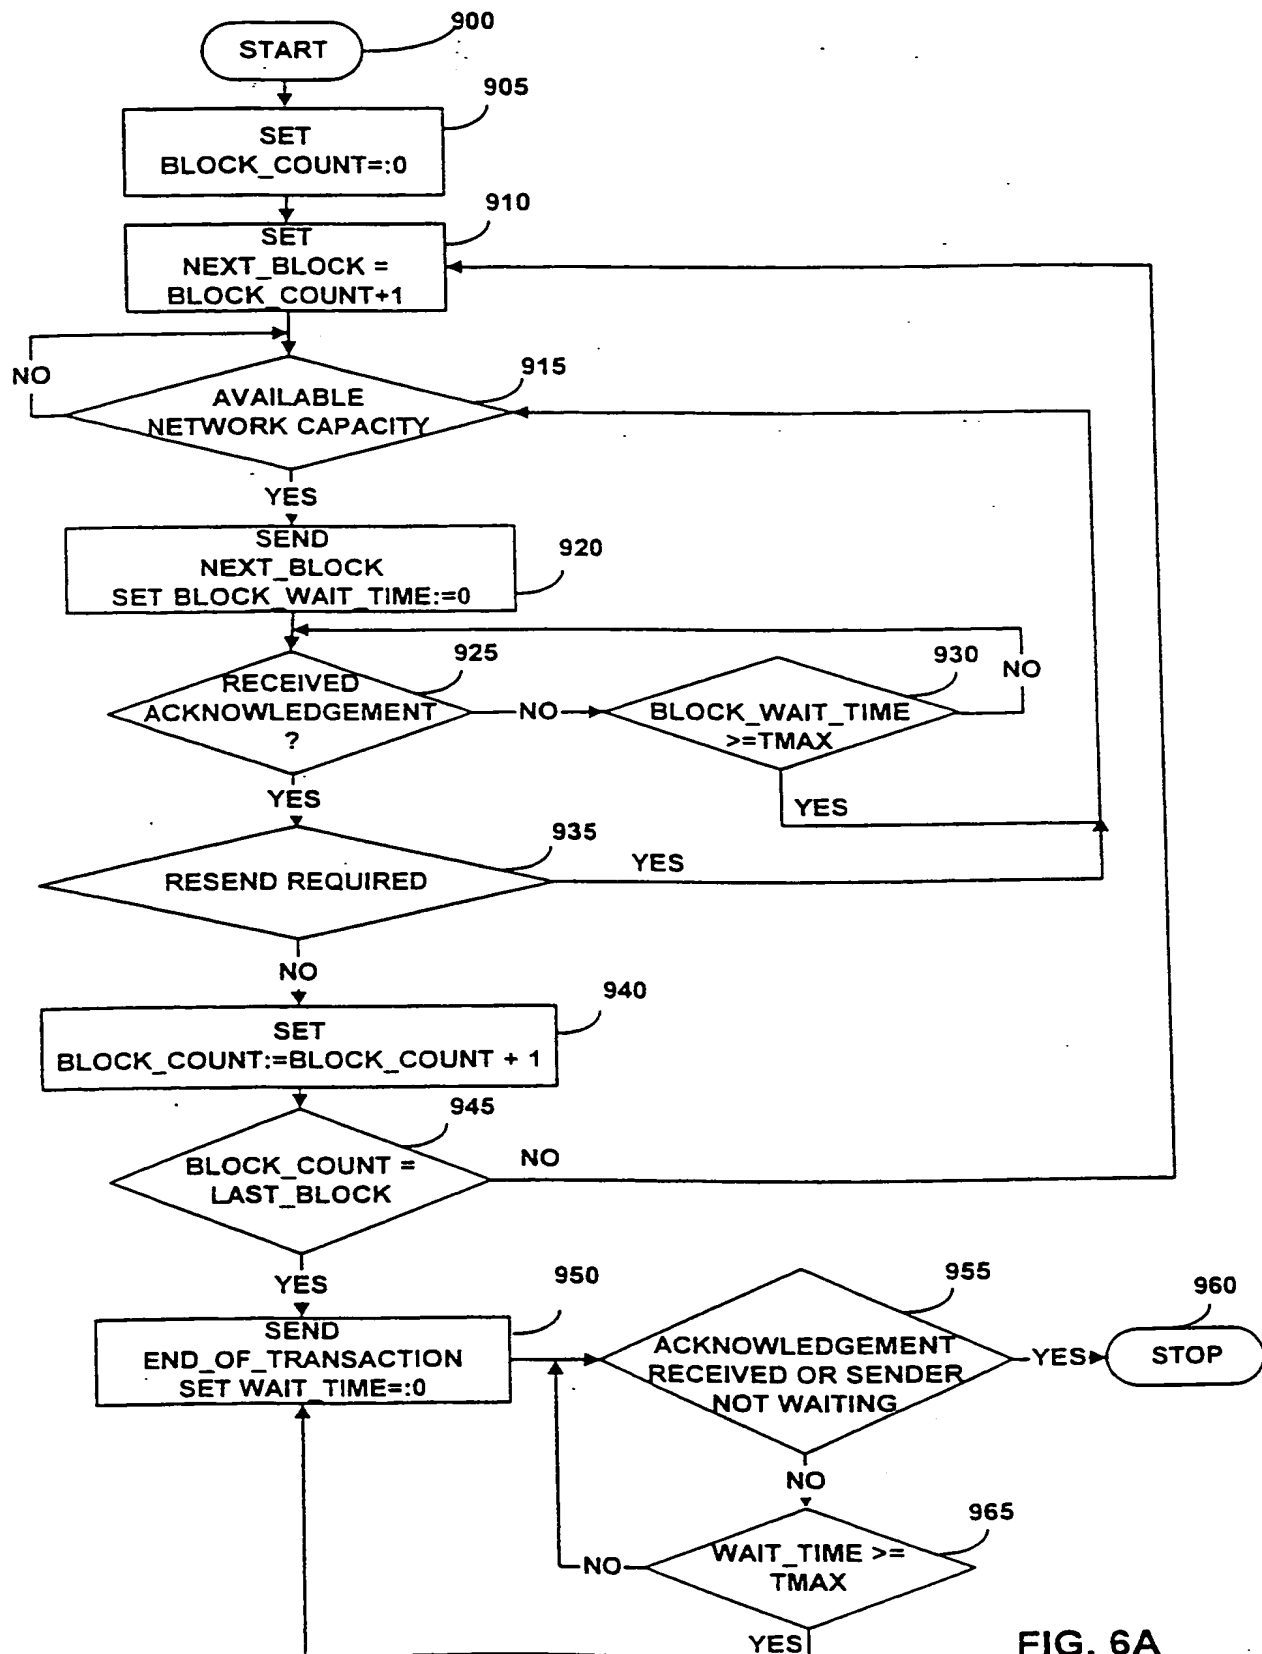 900
START
905
SET
BLOCK_COUNT=:0
910
SET
NEXT_BLOCK =
BLOCK_COUNT+1
NO
915
AVAILABLE
NETWORK CAPACITY
YES
SEND
NEXT_BLOCK
SET BLOCK_WAIT_TIME:=0
920
925
RECEIVED
ACKNOWLEDGEMENT
?
NO
930
BLOCK_WAIT_TIME
>=TMAX
NO
YES
YES
935
RESEND REQUIRED
YES
NO
940
SET
BLOCK_COUNT:=BLOCK_COUNT + 1
945
BLOCK_COUNT =
LAST_BLOCK
NO
YES
950
SEND
END_OF_TRANSACTION
SET WAIT_TIME=:0
955
ACKNOWLEDGEMENT
RECEIVED OR SENDER
NOT WAITING
YES
960
STOP
NO
965
WAIT_TIME >=
TMAX
NO
YES
FIG. 6A